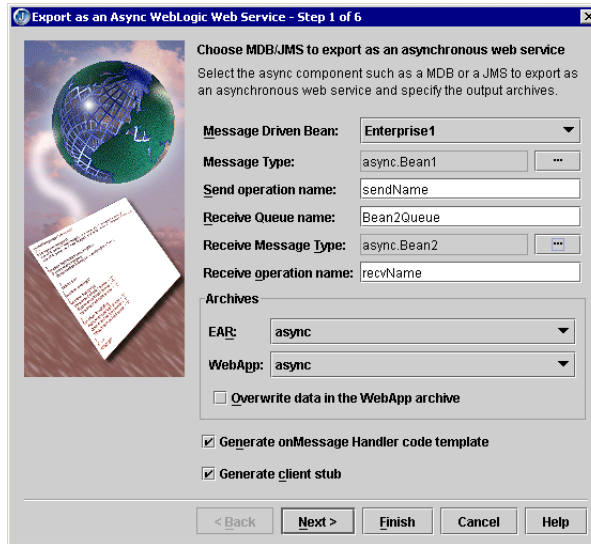 Export as an Async WebLogic Web Service - Step 1 of 6
Choose MDB/JMS to export as an asynchronous web service
Select the async component such as a MDB or a JMS to export as
an asynchronous web service and specify the output archives.
Message Driven Bean: Enterprise1
Message Type: async.Bean1 ...
Send operation name: sendName
Receive Queue name: Bean2Queue
Receive Message Type: async.Bean2 ...
Receive operation name: recvName
Archives
EAR: async
WebApp: async
Overwrite data in the WebApp archive
Generate onMessage Handler code template
Generate client stub
< Back Next > Finish Cancel Help